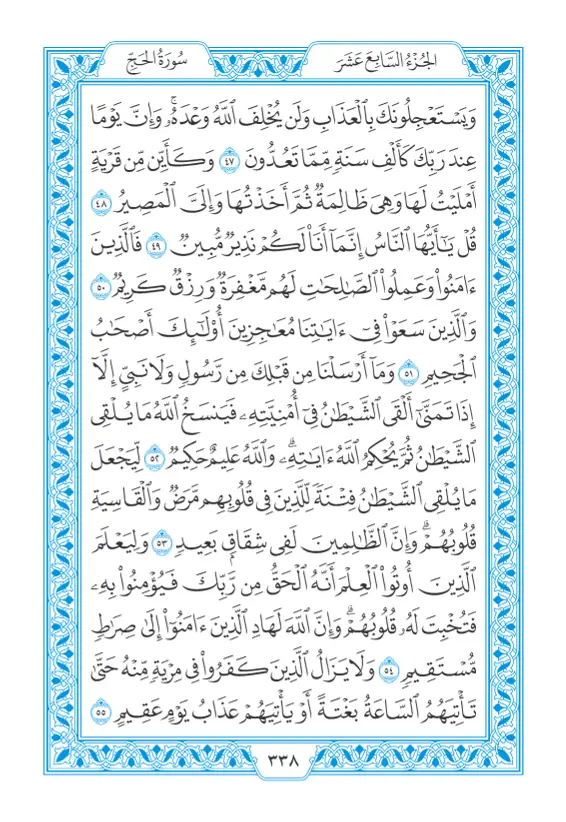 سُورَةُ الحَجِّ
الجُزْءُ السَّابِعَ عَشَرَ
وَيَسْتَعْجِلُونَكَ بِٱلْعَذَابِ وَلَن يُخْلِفَ ٱللَّهُ وَعْدَهُۥۚ وَإِنَّ يَوْمًا
عِندَ رَبِّكَ كَأَلْفِ سَنَةٍ مِّمَّا تَعُدُّونَ ٤٧ وَكَأَيِّن مِّن قَرْيَةٍ
أَمْلَيْتُ لَهَا وَهِىَ ظَالِمَةٌ ثُمَّ أَخَذْتُهَا وَإِلَىَّ ٱلْمَصِيرُ ٤٨
قُلْ يَٰٓأَيُّهَا ٱلنَّاسُ إِنَّمَآ أَنَا۠ لَكُمْ نَذِيرٌ مُّبِينٌ ٤٩ فَٱلَّذِينَ
ءَامَنُوا۟ وَعَمِلُوا۟ ٱلصَّٰلِحَٰتِ لَهُم مَّغْفِرَةٌ وَرِزْقٌ كَرِيمٌ ٥٠
وَٱلَّذِينَ سَعَوْا۟ فِىٓ ءَايَٰتِنَا مُعَٰجِزِينَ أُو۟لَٰٓئِكَ أَصْحَٰبُ
ٱلْجَحِيمِ ٥١ وَمَآ أَرْسَلْنَا مِن قَبْلِكَ مِن رَّسُولٍ وَلَا نَبِىٍّ إِلَّآ
إِذَا تَمَنَّىٰٓ أَلْقَى ٱلشَّيْطَٰنُ فِىٓ أُمْنِيَّتِهِۦ فَيَنسَخُ ٱللَّهُ مَا يُلْقِى
ٱلشَّيْطَٰنُ ثُمَّ يُحْكِمُ ٱللَّهُ ءَايَٰتِهِۦۗ وَٱللَّهُ عَلِيمٌ حَكِيمٌ ٥٢ لِّيَجْعَلَ
مَا يُلْقِى ٱلشَّيْطَٰنُ فِتْنَةً لِّلَّذِينَ فِى قُلُوبِهِم مَّرَضٌ وَٱلْقَاسِيَةِ
قُلُوبُهُمْۗ وَإِنَّ ٱلظَّٰلِمِينَ لَفِى شِقَاقٍۭ بَعِيدٍ ٥٣ وَلِيَعْلَمَ
ٱلَّذِينَ أُوتُوا۟ ٱلْعِلْمَ أَنَّهُ ٱلْحَقُّ مِن رَّبِّكَ فَيُؤْمِنُوا۟ بِهِۦ
فَتُخْبِتَ لَهُۥ قُلُوبُهُمْۗ وَإِنَّ ٱللَّهَ لَهَادِ ٱلَّذِينَ ءَامَنُوٓا۟ إِلَىٰ صِرَٰطٍ
مُّسْتَقِيمٍ ٥٤ وَلَا يَزَالُ ٱلَّذِينَ كَفَرُوا۟ فِى مِرْيَةٍ مِّنْهُ حَتَّىٰ
تَأْتِيَهُمُ ٱلسَّاعَةُ بَغْتَةً أَوْ يَأْتِيَهُمْ عَذَابُ يَوْمٍ عَقِيمٍ ٥٥
٣٣٨